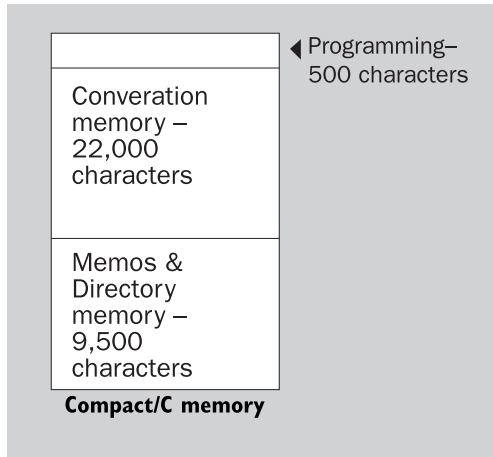 Programming–
500 characters
Converation
memory –
22,000
characters
Memos &
Directory
memory –
9,500
characters
Compact/C memory